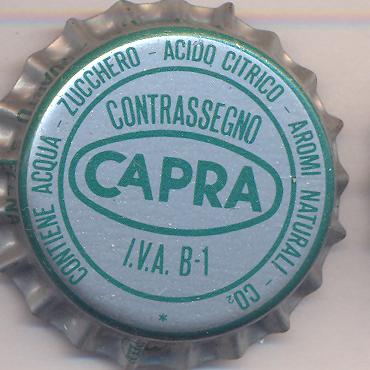 CONTIENE ACQUA - ZUCCHERO - ACIDO CITRICO - AROMI NATURALI - CO₂
*
CONTRASSEGNO
CAPRA
I.V.A. B-1